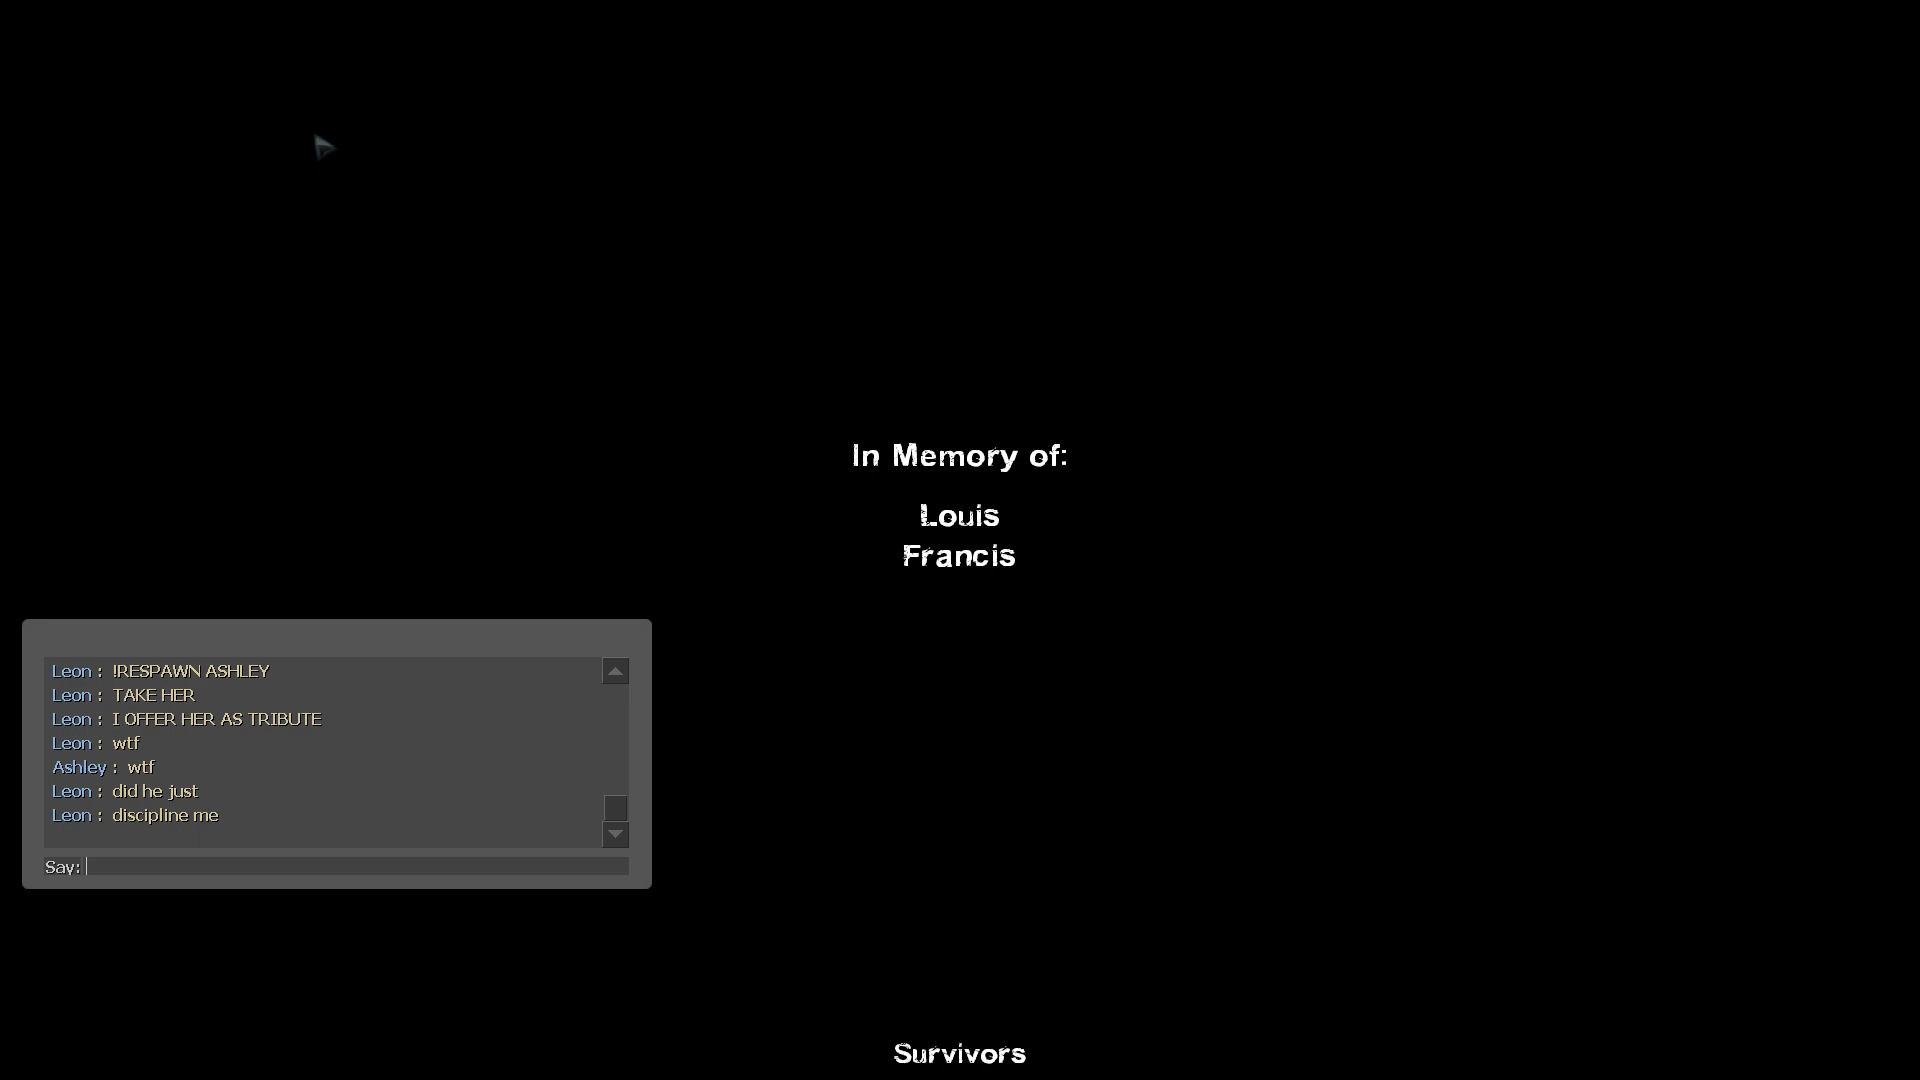 In Memory of:
Louis
Francis
Leon : !RESPAWN ASHLEY
Leon : TAKE HER
Leon : I OFFER HER AS TRIBUTE
Leon : wtf
Ashley : wtf
Leon : did he just
Leon : discipline me
Say:
Survivors